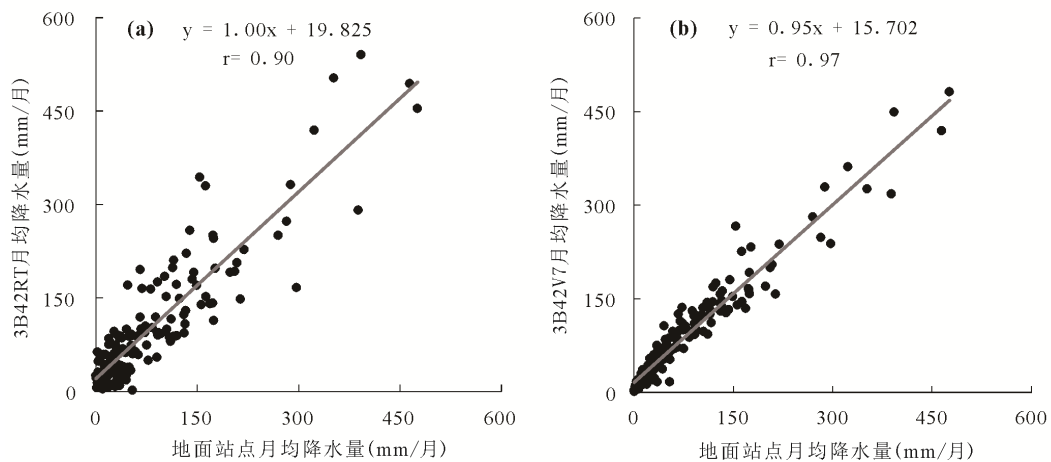 (a) y = 1.00x + 19.825
r= 0.90
3B42RT月均降水量(mm/月)
600
450
300
150
0
0 150 300 450 600
地面站点月均降水量(mm/月)
(b) y = 0.95x + 15.702
r= 0.97
3B42V7月均降水量(mm/月)
600
450
300
150
0
0 150 300 450 600
地面站点月均降水量(mm/月)